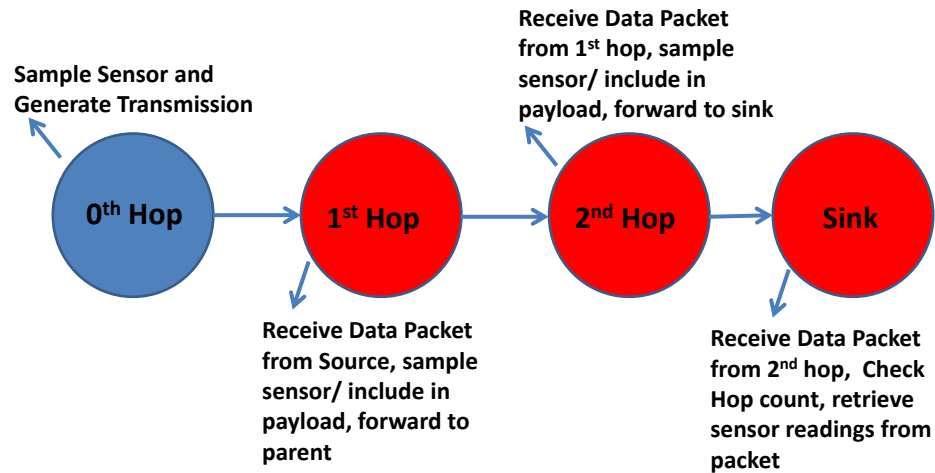 Sample Sensor and
Generate Transmission
0th Hop
1st Hop
Receive Data Packet
from Source, sample
sensor/ include in
payload, forward to
parent
Receive Data Packet
from 1st hop, sample
sensor/ include in
payload, forward to sink
2nd Hop
Sink
Receive Data Packet
from 2nd hop,  Check
Hop count, retrieve
sensor readings from
packet